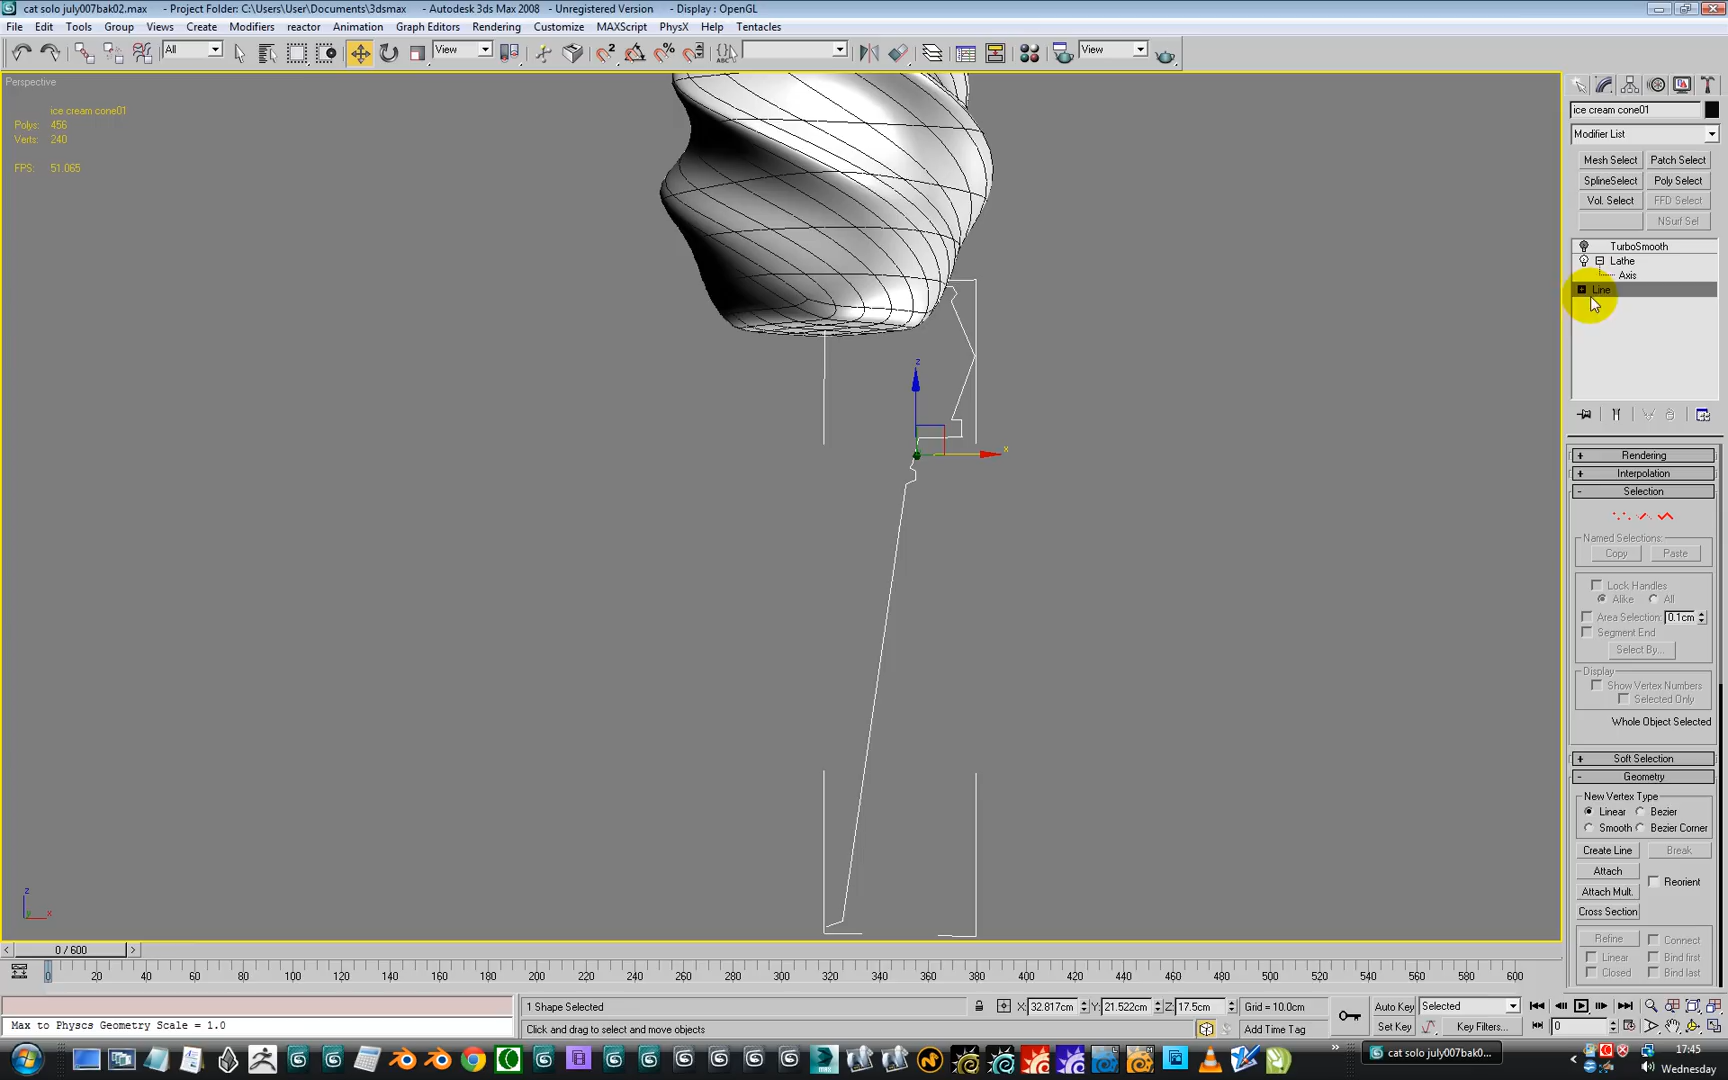 cat solo july007bak02.max - Project Folder: C:\Users\User\Documents\3dsmax - Autodesk 3ds Max 2008 - Unregistered Version - Display : OpenGL
File Edit Tools Group Views Create Modifiers reactor Animation Graph Editors Rendering Customize MAXScript PhysX Help Tentacles
All View View
Perspective
ice cream cone01
Polys: 456
Verts: 240
FPS: 51.065
z
x
z
y x
ice cream cone01
Modifier List
Mesh Select Patch Select
SplineSelect Poly Select
Vol. Select FFD Select
NSurf Sel
TurboSmooth
Lathe
Axis
Line
+ Rendering
+ Interpolation
- Selection
Named Selections:
Copy Paste
Lock Handles
Alike All
Area Selection: 0.1cm
Segment End
Select By...
Display
Show Vertex Numbers
Selected Only
Whole Object Selected
+ Soft Selection
- Geometry
New Vertex Type
Linear Bezier
Smooth Bezier Corner
Create Line Break
Attach Reorient
Attach Mult.
Cross Section
Refine Connect
Linear Bind first
Closed Bind last
< 0 / 600 >
0 20 40 60 80 100 120 140 160 180 200 220 240 260 280 300 320 340 360 380 400 420 440 460 480 500 520 540 560 580 600
1 Shape Selected X: 32.817cm Y: 21.522cm Z: 17.5cm Grid = 10.0cm Auto Key Selected
Max to Physcs Geometry Scale = 1.0 Click and drag to select and move objects Add Time Tag Set Key Key Filters... 0
cat solo july007bak0...
17:45
Wednesday